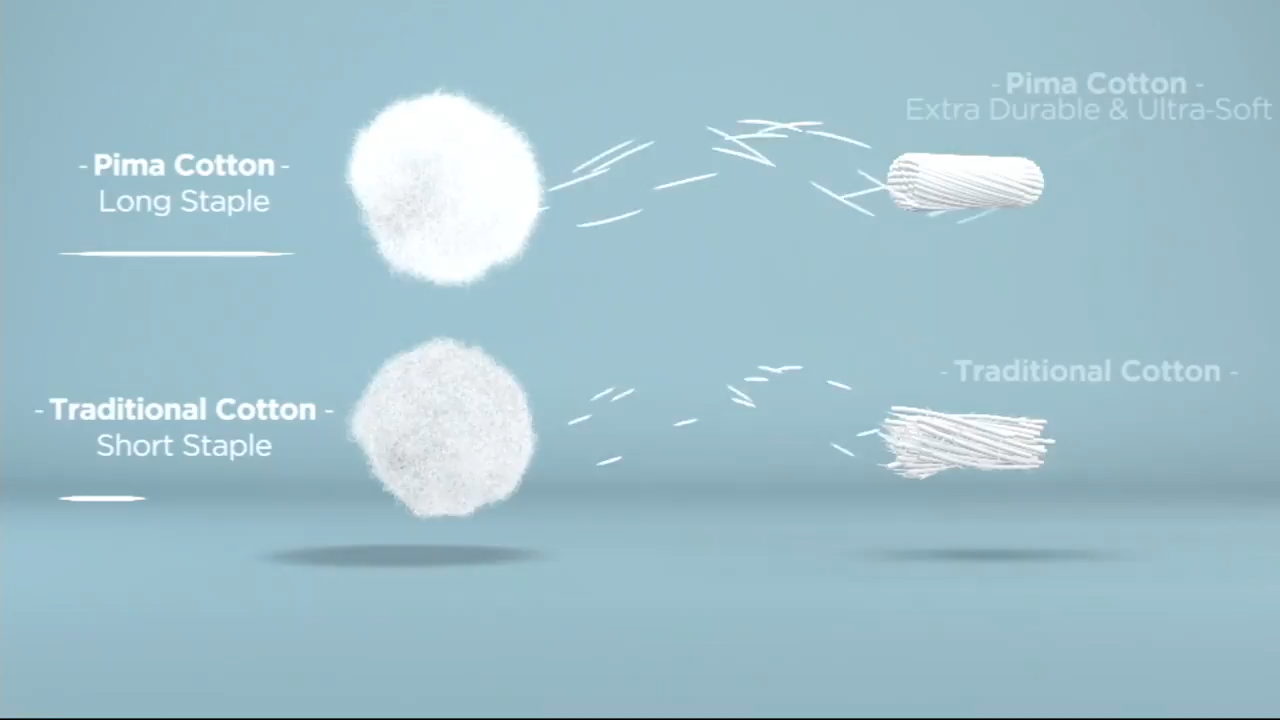 - Pima Cotton -
Long Staple
- Pima Cotton -
Extra Durable & Ultra-Soft
- Traditional Cotton -
Short Staple
- Traditional Cotton -